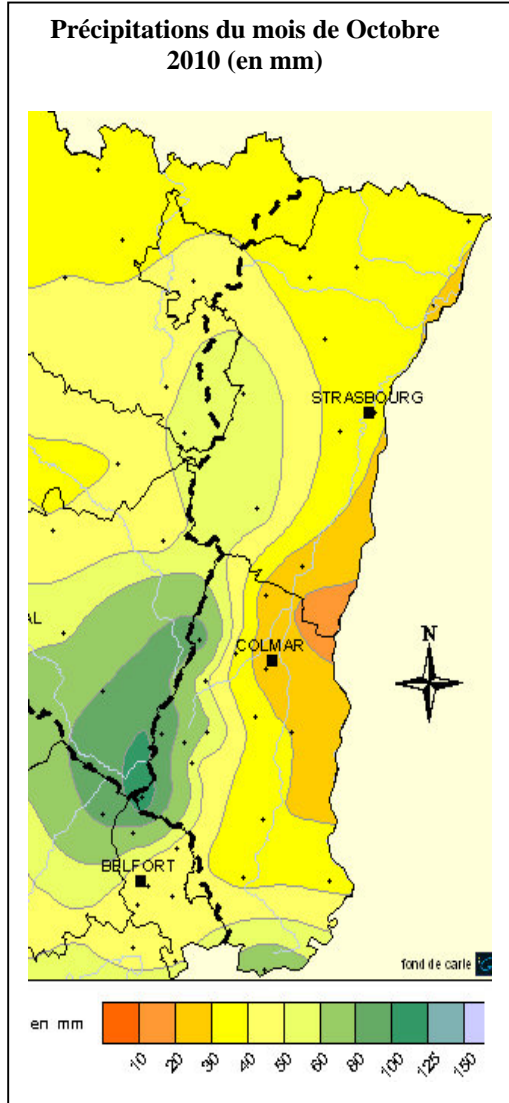 Précipitations du mois de Octobre
2010 (en mm)
STRASBOURG
AL
COLMAR
N
BELFORT
fond de carte
en mm
10 20 30 40 50 60 80 100 125 150